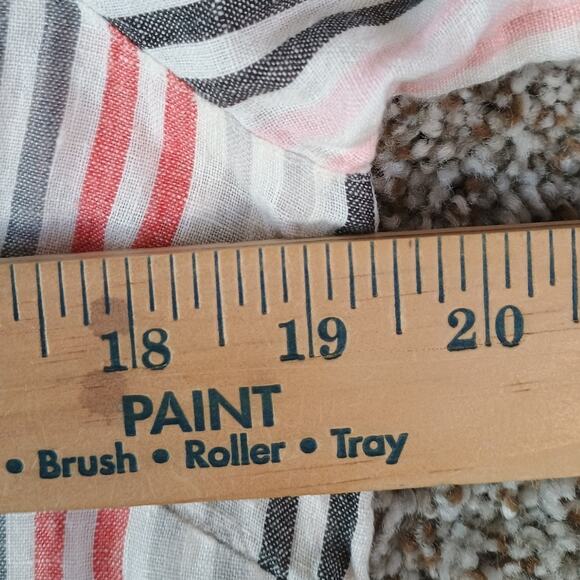 18 19 20
PAINT
• Brush • Roller • Tray